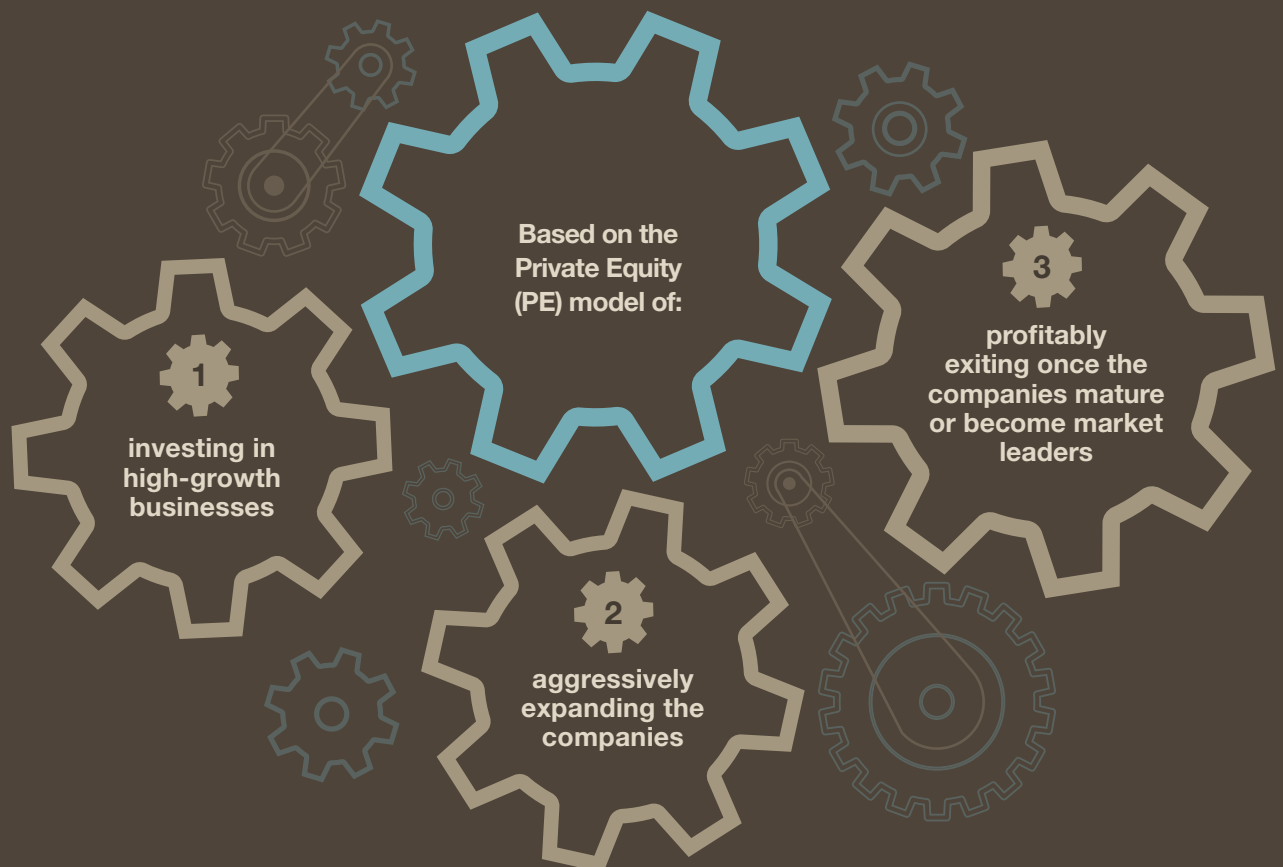 Based on the
Private Equity
(PE) model of:
1
investing in
high-growth
businesses
2
aggressively
expanding the
companies
3
profitably
exiting once the
companies mature
or become market
leaders